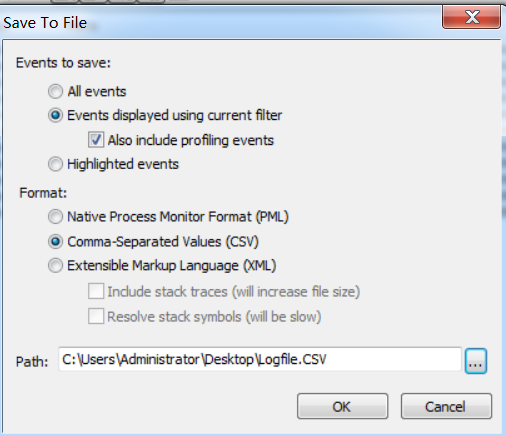 Save To File
Events to save:
All events
Events displayed using current filter
Also include profiling events
Highlighted events
Format:
Native Process Monitor Format (PML)
Comma-Separated Values (CSV)
Extensible Markup Language (XML)
Include stack traces (will increase file size)
Resolve stack symbols (will be slow)
Path: C:\Users\Administrator\Desktop\Logfile.CSV ...
OK Cancel